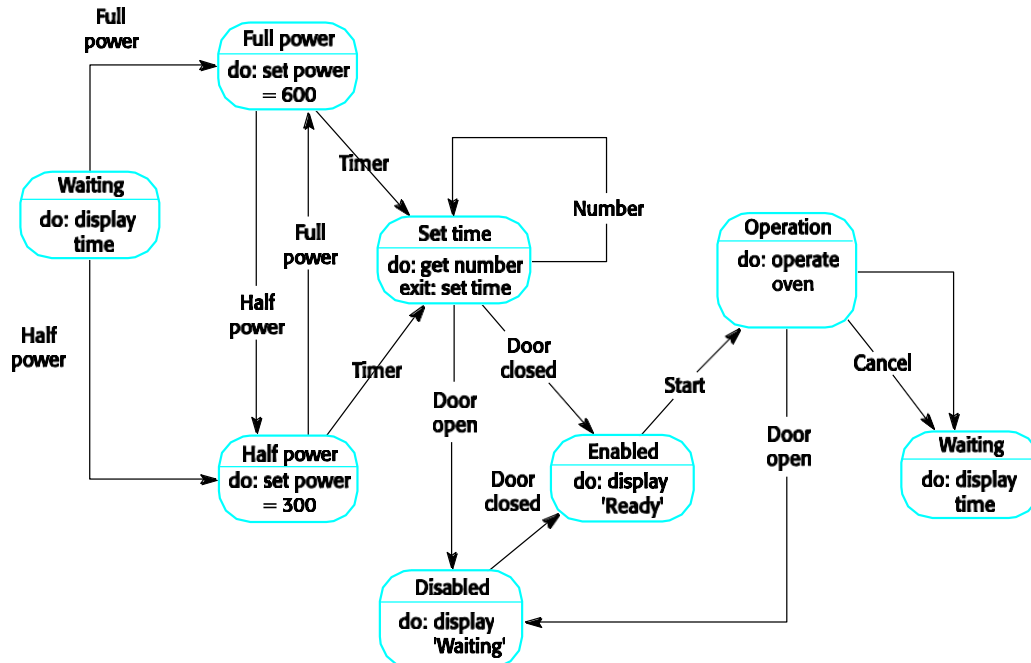 Full
power
Full power
do: set power
= 600
Timer
Waiting
do: display
time
Number
Full
power
Set time
do: get number
exit: set time
Operation
do: operate
oven
Half
power
Half
power
Timer
Door
closed
Door
open
Start
Cancel
Door
open
Half power
do: set power
= 300
Enabled
do: display
'Ready'
Waiting
do: display
time
Door
closed
Disabled
do: display
'Waiting'